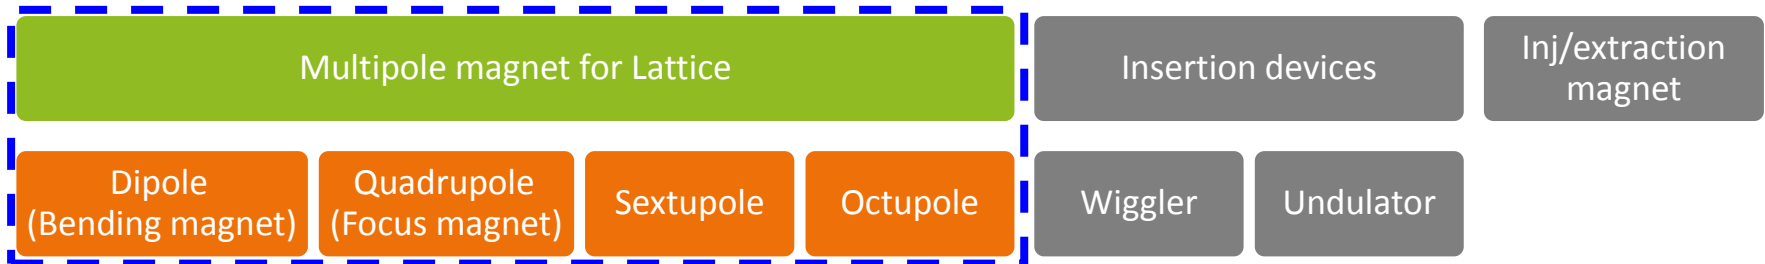 Multipole magnet for Lattice
Insertion devices
Inj/extraction
magnet
Dipole
(Bending magnet)
Quadrupole
(Focus magnet)
Sextupole
Octupole
Wiggler
Undulator